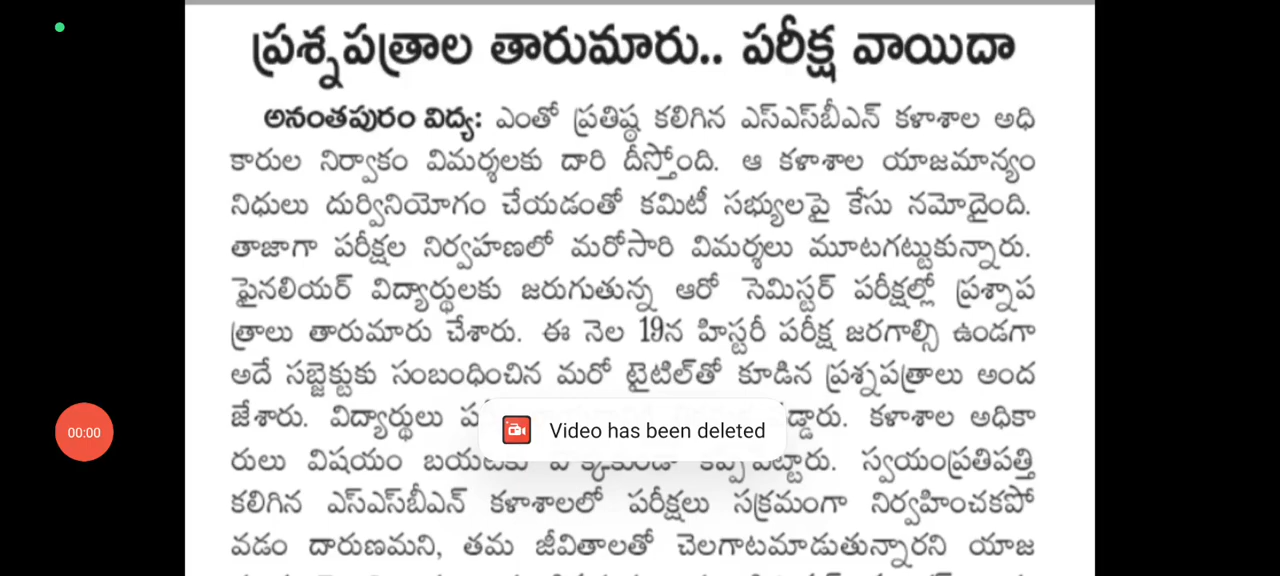 ప్రశ్నపత్రాల తారుమారు.. పరీక్ష వాయిదా
అనంతపురం విద్య: ఎంతో ప్రతిష్ఠ కలిగిన ఎస్ఎస్‌బీఎన్ కళాశాల అధి
కారుల నిర్వాకం విమర్శలకు దారి దీస్తోంది. ఆ కళాశాల యాజమాన్యం
నిధులు దుర్వినియోగం చేయడంతో కమిటీ సభ్యులపై కేసు నమోదైంది.
తాజాగా పరీక్షల నిర్వహణలో మరోసారి విమర్శలు మూటగట్టుకున్నారు.
ఫైనలియర్ విద్యార్థులకు జరుగుతున్న ఆరో సెమిస్టర్ పరీక్షల్లో ప్రశ్నాప
త్రాలు తారుమారు చేశారు. ఈ నెల 19న హిస్టరీ పరీక్ష జరగాల్సి ఉండగా
అదే సబ్జెక్టుకు సంబంధించిన మరో టైటిల్‌తో కూడిన ప్రశ్నపత్రాలు అంద
జేశారు. విద్యార్థులు కళాశాల అధికా
Video has been deleted
00:00
రులు విషయం స్వయంప్రతిపత్తి
కలిగిన ఎస్ఎస్‌బీఎన్ కళాశాలలో పరీక్షలు సక్రమంగా నిర్వహించకపో
వడం దారుణమని, తమ జీవితాలతో చెలగాటమాడుతున్నారని యాజ